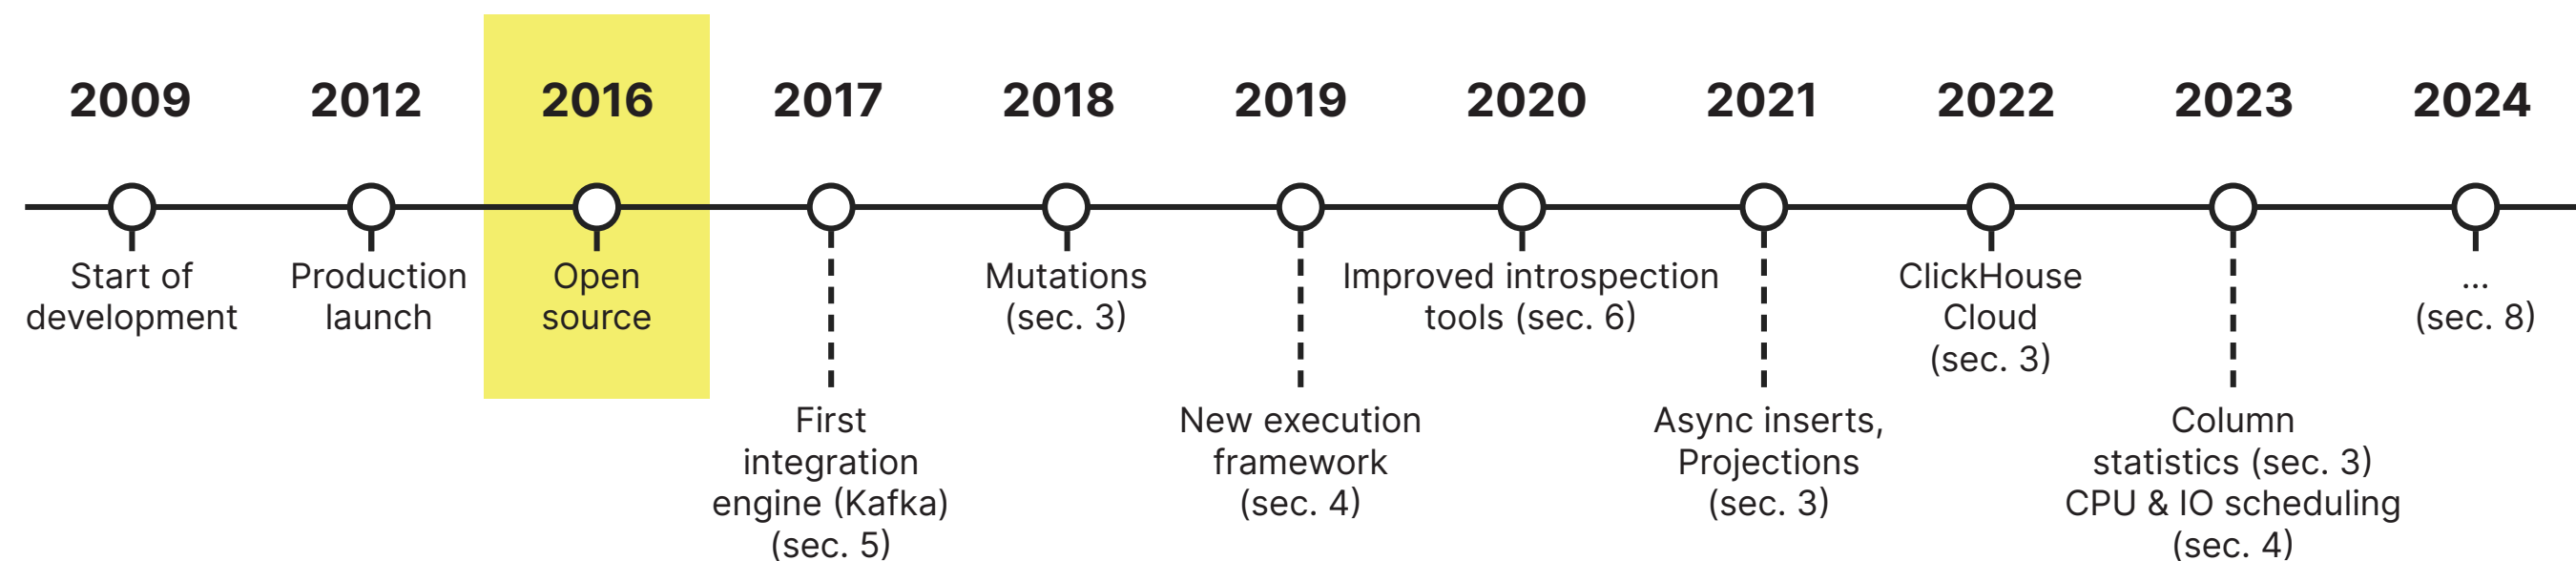 2009
2012
2016
2017
2018
2019
2020
2021
2022
2023
2024
Start of
development
Production
launch
Open
source
First
integration
engine (Kafka)
(sec. 5)
Mutations
(sec. 3)
New execution
framework
(sec. 4)
Improved introspection
tools (sec. 6)
Async inserts,
Projections
(sec. 3)
ClickHouse
Cloud
(sec. 3)
Column
statistics (sec. 3)
CPU & IO scheduling
(sec. 4)
...
(sec. 8)